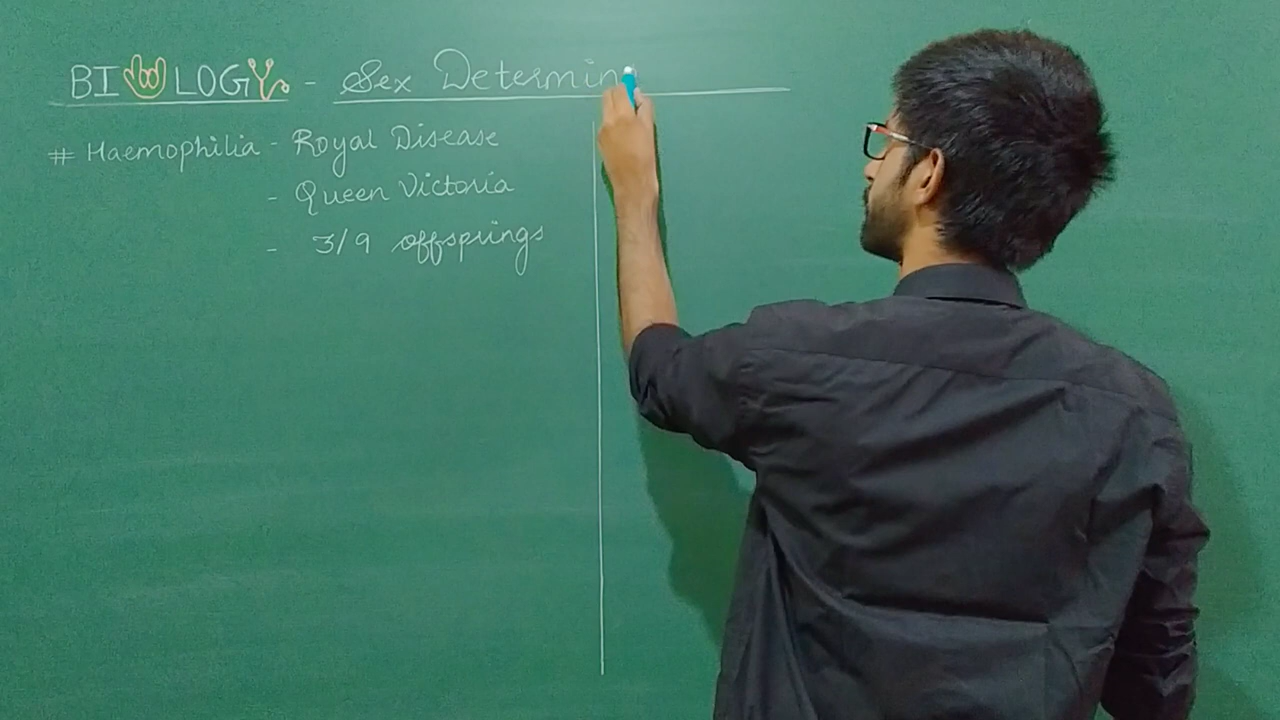 BIOLOGY - Sex Determin
# Haemophilia - Royal Disease
- Queen Victoria
- 3/9 offsprings